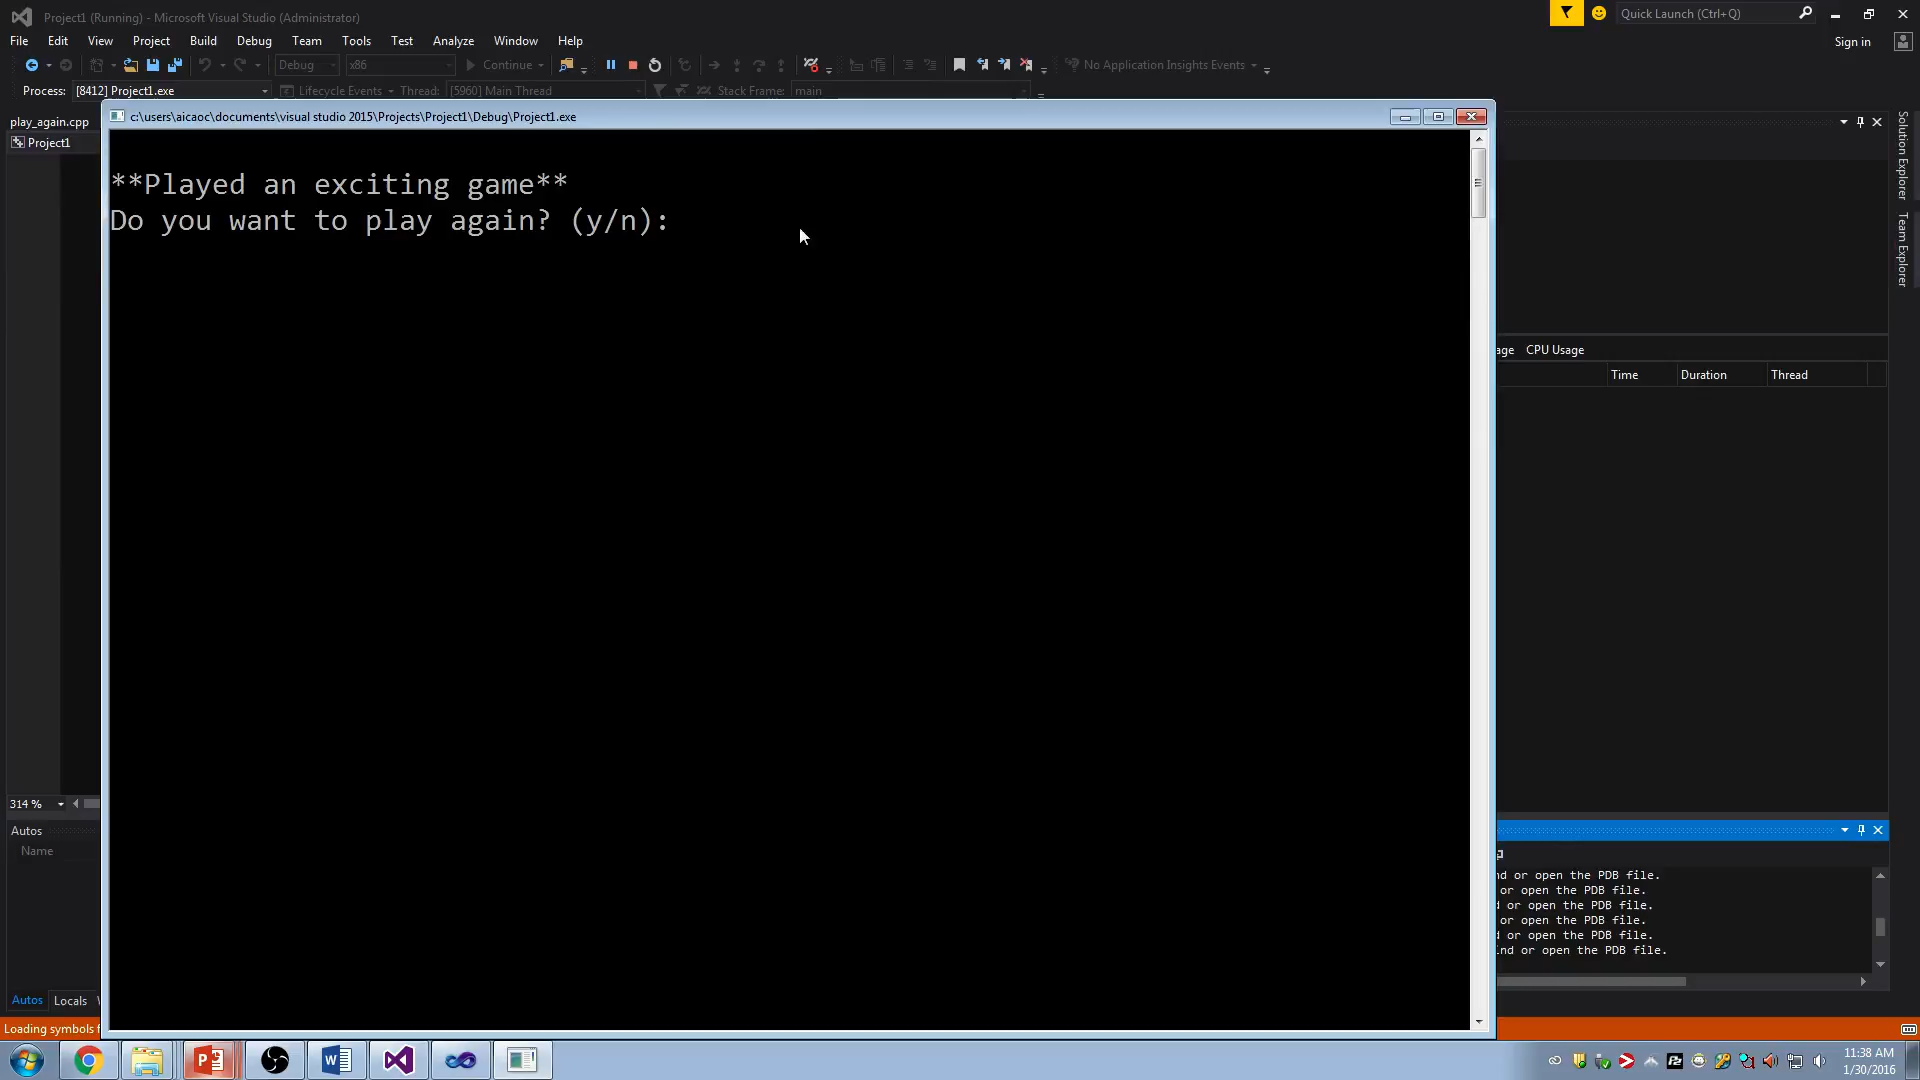 Project1 (Running) - Microsoft Visual Studio (Administrator)
Quick Launch (Ctrl+Q)
File Edit View Project Build Debug Team Tools Test Analyze Window Help
Sign in
Debug x86 Continue No Application Insights Events
Process: [8412] Project1.exe Lifecycle Events Thread: [5960] Main Thread Stack Frame: main
play_again.cpp
Project1
c:\users\aicaoc\documents\visual studio 2015\Projects\Project1\Debug\Project1.exe
**Played an exciting game**
Do you want to play again? (y/n):
Solution Explorer
Team Explorer
CPU Usage
Time Duration Thread
314 %
Autos
Name
or open the PDB file.
or open the PDB file.
or open the PDB file.
or open the PDB file.
or open the PDB file.
or open the PDB file.
Autos Locals
Loading symbols
11:38 AM
1/30/2016